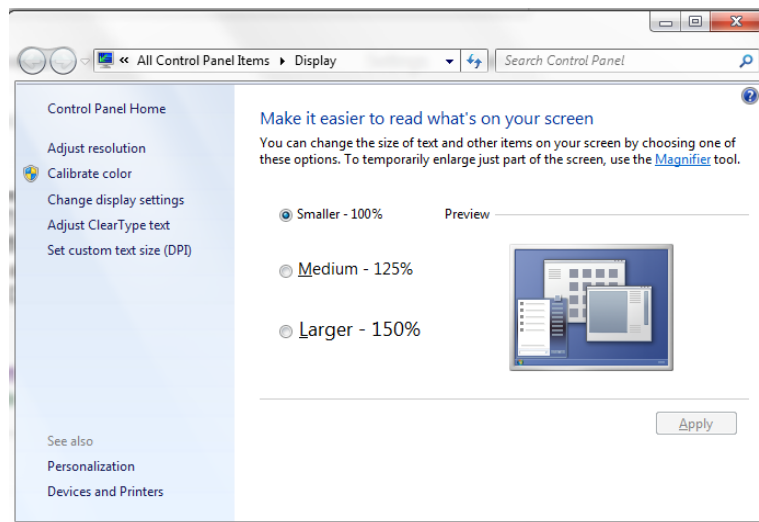 « All Control Panel Items ▸ Display
Search Control Panel
Control Panel Home
Adjust resolution
Calibrate color
Change display settings
Adjust ClearType text
Set custom text size (DPI)
See also
Personalization
Devices and Printers
Make it easier to read what's on your screen
You can change the size of text and other items on your screen by choosing one of
these options. To temporarily enlarge just part of the screen, use the Magnifier tool.
Smaller - 100%
Preview
Medium - 125%
Larger - 150%
Apply